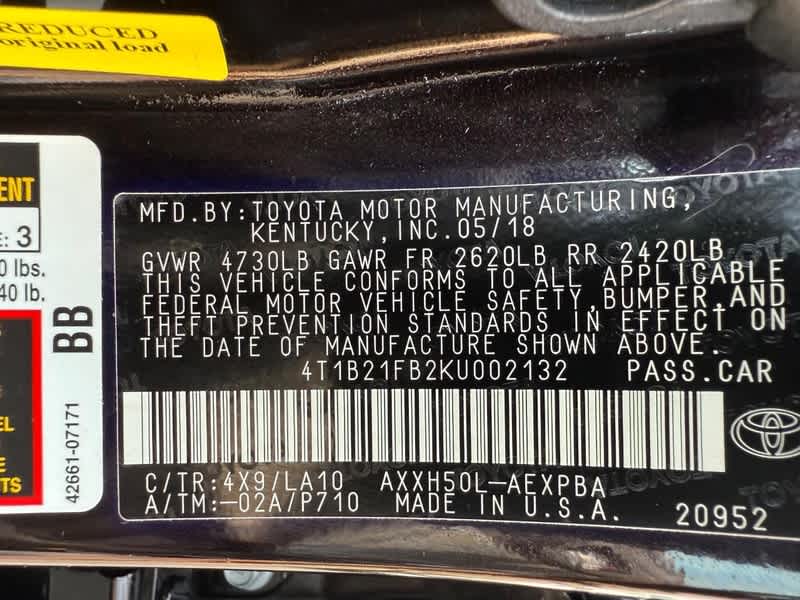 REDUCED
original load
ENT
E: 3
0 lbs.
40 lb.
BB
42661-07171
EL
E
TS
MFD.BY:TOYOTA MOTOR MANUFACTURING,
KENTUCKY,INC.05/18
GVWR 4730LB GAWR FR 2620LB RR 2420LB
THIS VEHICLE CONFORMS TO ALL APPLICABLE
FEDERAL MOTOR VEHICLE SAFETY,BUMPER,AND
THEFT PREVENTION STANDARDS IN EFFECT ON
THE DATE OF MANUFACTURE SHOWN ABOVE.
4T1B21FB2KU002132 PASS.CAR
C/TR:4X9/LA10 AXXH50L-AEXPBA
A/TM:-02A/P710 MADE IN U.S.A. 20952